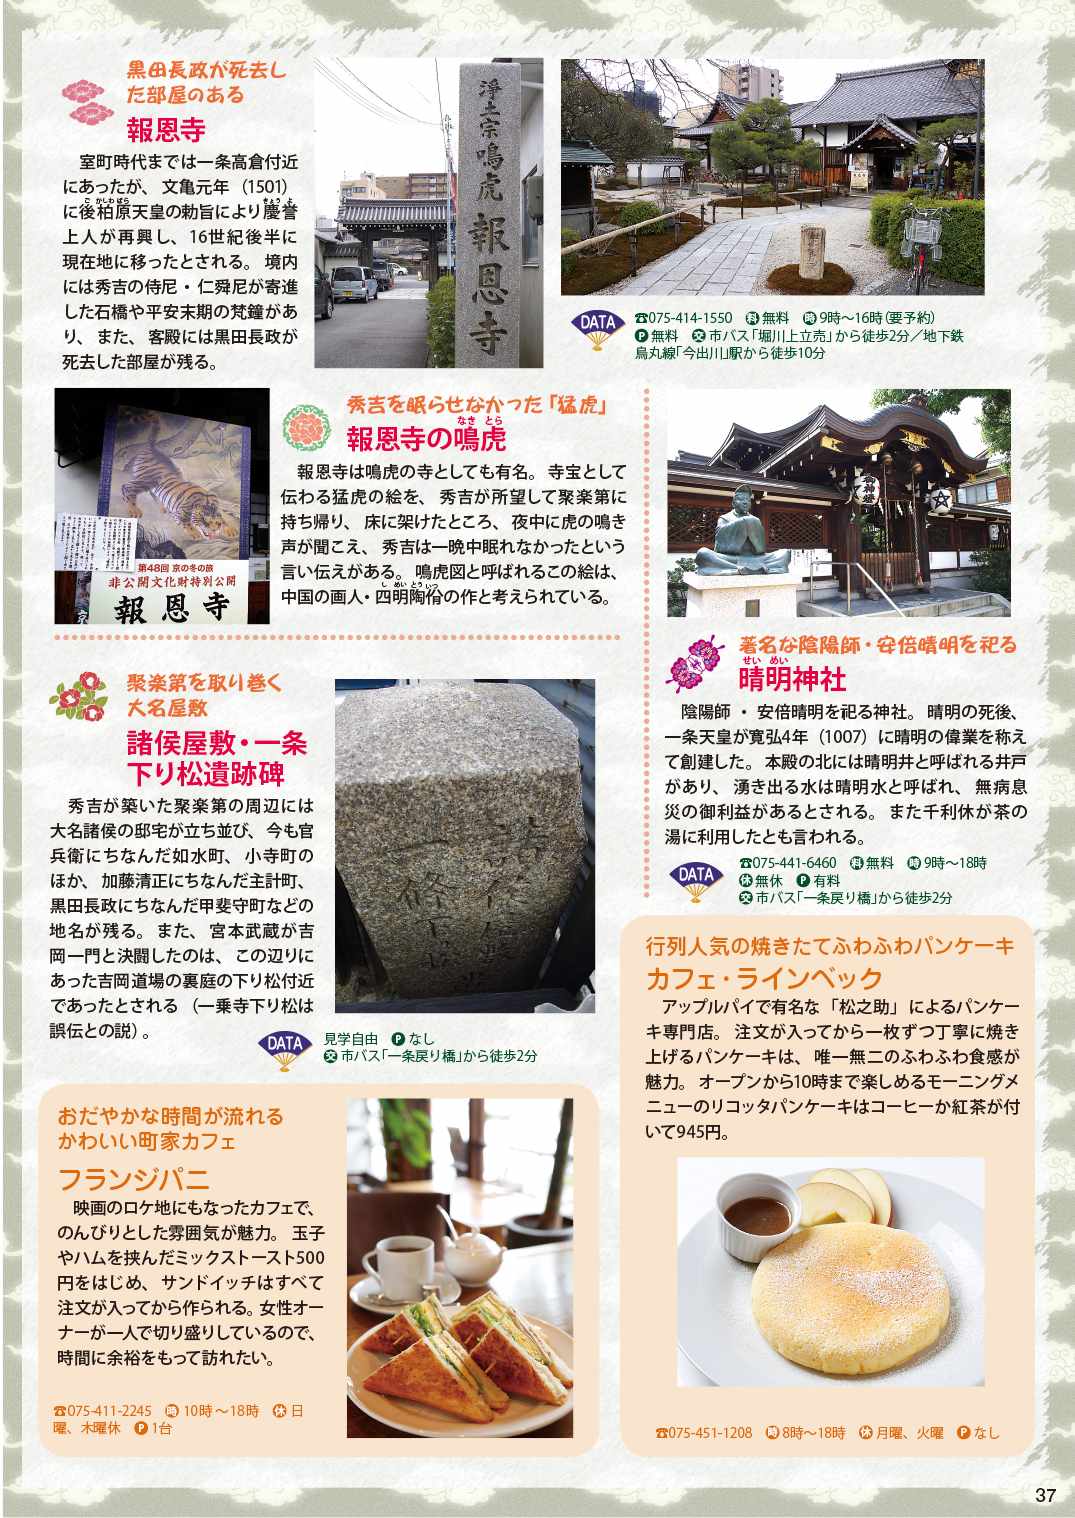 黒田長政が死去し
た部屋のある
報恩寺
室町時代までは一条高倉付近
にあったが、文亀元年（1501）
に後柏原天皇の勅旨により慶誉
上人が再興し、16世紀後半に
現在地に移ったとされる。境内
には秀吉の侍尼・仁舜尼が寄進
した石橋や平安末期の梵鐘があ
り、また、客殿には黒田長政が
死去した部屋が残る。
浄土宗鳴虎報恩寺
DATA
☎075-414-1550 料無料 時9時〜16時（要予約）
P無料 交市バス「堀川上立売」から徒歩2分／地下鉄
烏丸線「今出川」駅から徒歩10分
第48回 京の冬の旅
非公開文化財特別公開
報恩寺
秀吉を眠らせなかった「猛虎」
なき とら
報恩寺の鳴虎
報恩寺は鳴虎の寺としても有名。寺宝として
伝わる猛虎の絵を、秀吉が所望して聚楽第に
持ち帰り、床に架けたところ、夜中に虎の鳴き
声が聞こえ、秀吉は一晩中眠れなかったという
言い伝えがある。鳴虎図と呼ばれるこの絵は、
し めい とう いつ
中国の画人・四明陶佾の作と考えられている。
著名な陰陽師・安倍晴明を祀る
せい めい
晴明神社
陰陽師・安倍晴明を祀る神社。晴明の死後、
一条天皇が寛弘4年（1007）に晴明の偉業を称え
て創建した。本殿の北には晴明井と呼ばれる井戸
があり、湧き出る水は晴明水と呼ばれ、無病息
災の御利益があるとされる。また千利休が茶の
湯に利用したとも言われる。
DATA
☎075-441-6460 料無料 時9時〜18時
休無休 P有料
交市バス「一条戻り橋」から徒歩2分
聚楽第を取り巻く
大名屋敷
諸侯屋敷・一条
下り松遺跡碑
秀吉が築いた聚楽第の周辺には
大名諸侯の邸宅が立ち並び、今も官
兵衛にちなんだ如水町、小寺町の
ほか、加藤清正にちなんだ主計町、
黒田長政にちなんだ甲斐守町などの
地名が残る。また、宮本武蔵が吉
岡一門と決闘したのは、この辺りに
あった吉岡道場の裏庭の下り松付近
であったとされる（一乗寺下り松は
誤伝との説）。
DATA
見学自由 Pなし
交市バス「一条戻り橋」から徒歩2分
おだやかな時間が流れる
かわいい町家カフェ
フランジパニ
映画のロケ地にもなったカフェで、
のんびりとした雰囲気が魅力。玉子
やハムを挟んだミックストースト500
円をはじめ、サンドイッチはすべて
注文が入ってから作られる。女性オー
ナーが一人で切り盛りしているので、
時間に余裕をもって訪れたい。
☎075-411-2245 時10時〜18時 休日
曜、木曜休 P1台
行列人気の焼きたてふわふわパンケーキ
カフェ・ラインベック
アップルパイで有名な「松之助」によるパンケー
キ専門店。注文が入ってから一枚ずつ丁寧に焼き
上げるパンケーキは、唯一無二のふわふわ食感が
魅力。オープンから10時まで楽しめるモーニングメ
ニューのリコッタパンケーキはコーヒーか紅茶が付
いて945円。
☎075-451-1208 時8時〜18時 休月曜、火曜 Pなし
37